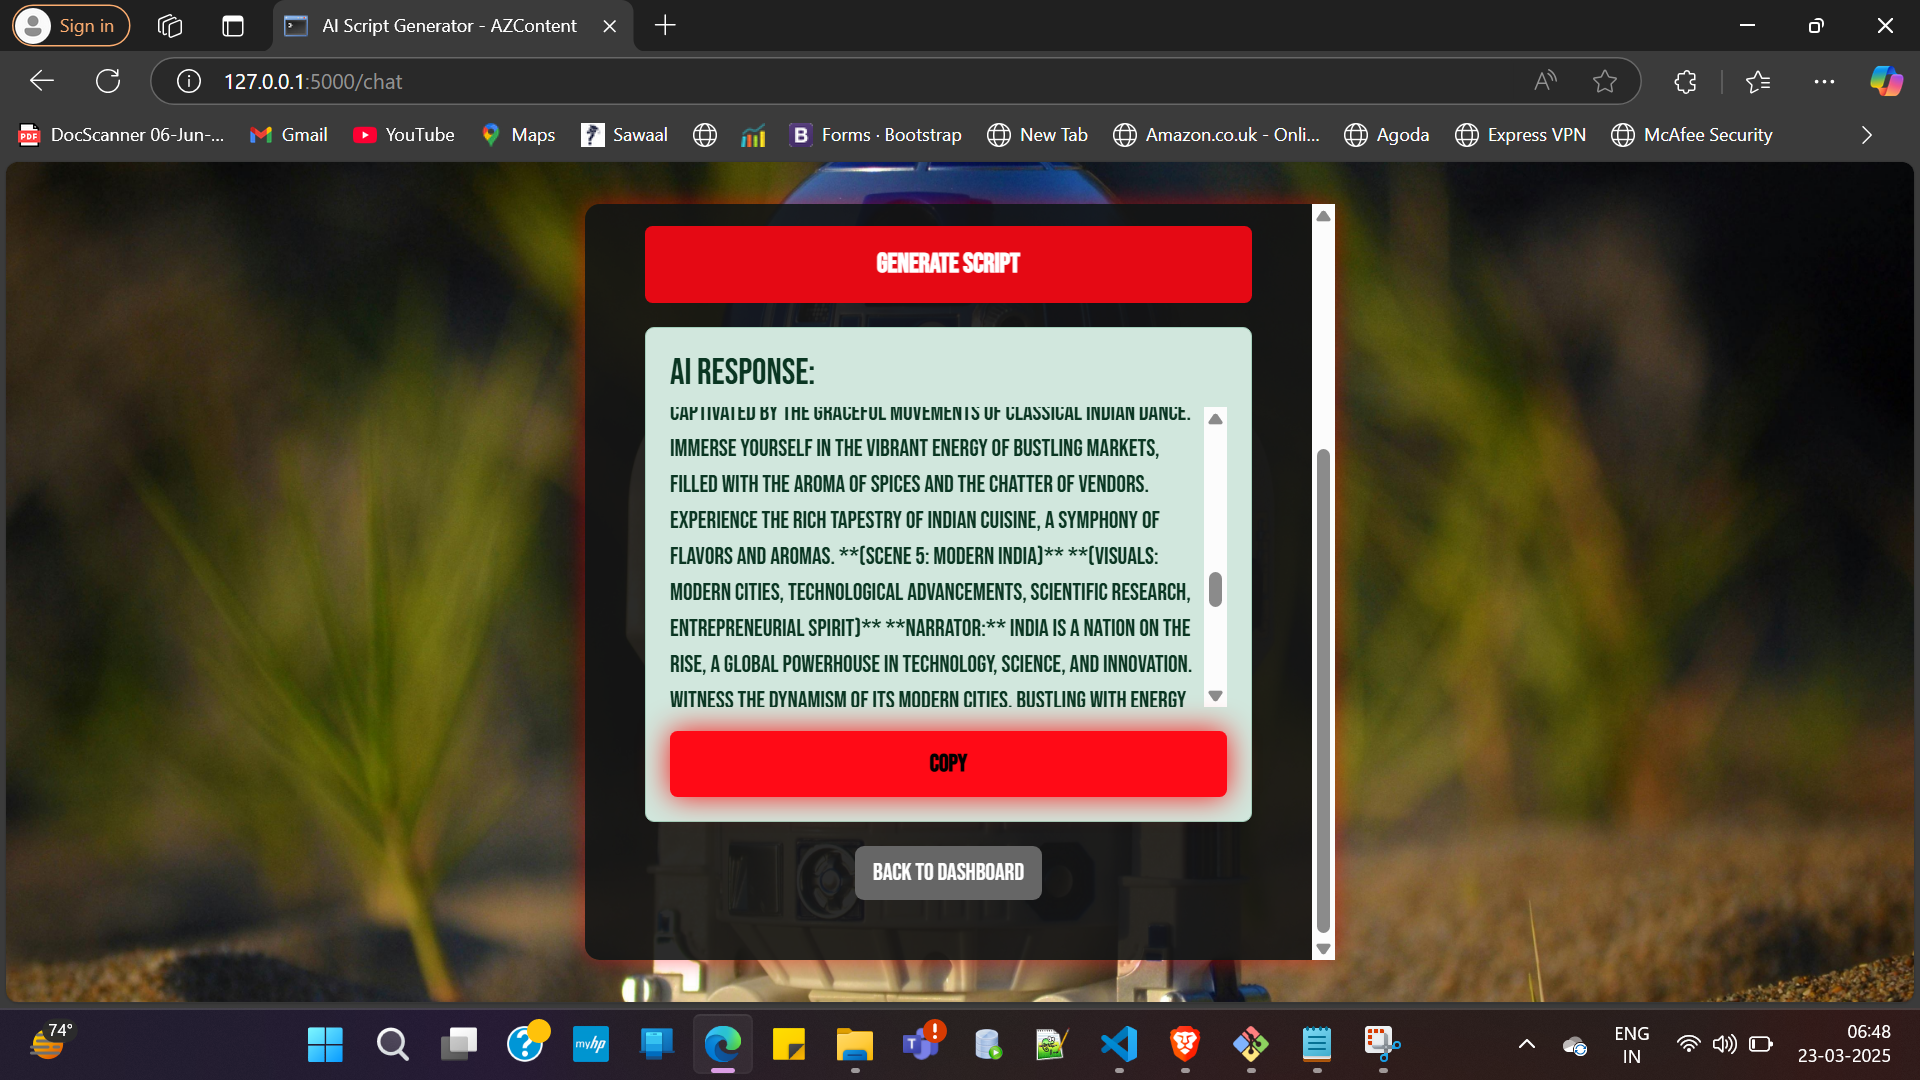 Sign in
AI Script Generator - AZContent
127.0.0.1:5000/chat
DocScanner 06-Jun-...
Gmail
YouTube
Maps
Sawaal
Forms · Bootstrap
New Tab
Amazon.co.uk - Onli...
Agoda
Express VPN
McAfee Security
GENERATE SCRIPT
AI RESPONSE:
CAPTIVATED BY THE GRACEFUL MOVEMENTS OF CLASSICAL INDIAN DANCE.
IMMERSE YOURSELF IN THE VIBRANT ENERGY OF BUSTLING MARKETS,
FILLED WITH THE AROMA OF SPICES AND THE CHATTER OF VENDORS.
EXPERIENCE THE RICH TAPESTRY OF INDIAN CUISINE, A SYMPHONY OF
FLAVORS AND AROMAS. **(SCENE 5: MODERN INDIA)** **(VISUALS:
MODERN CITIES, TECHNOLOGICAL ADVANCEMENTS, SCIENTIFIC RESEARCH,
ENTREPRENEURIAL SPIRIT)** **NARRATOR:** INDIA IS A NATION ON THE
RISE, A GLOBAL POWERHOUSE IN TECHNOLOGY, SCIENCE, AND INNOVATION.
WITNESS THE DYNAMISM OF ITS MODERN CITIES, BUSTLING WITH ENERGY
COPY
BACK TO DASHBOARD
74°
myhp
ENG
IN
06:48
23-03-2025